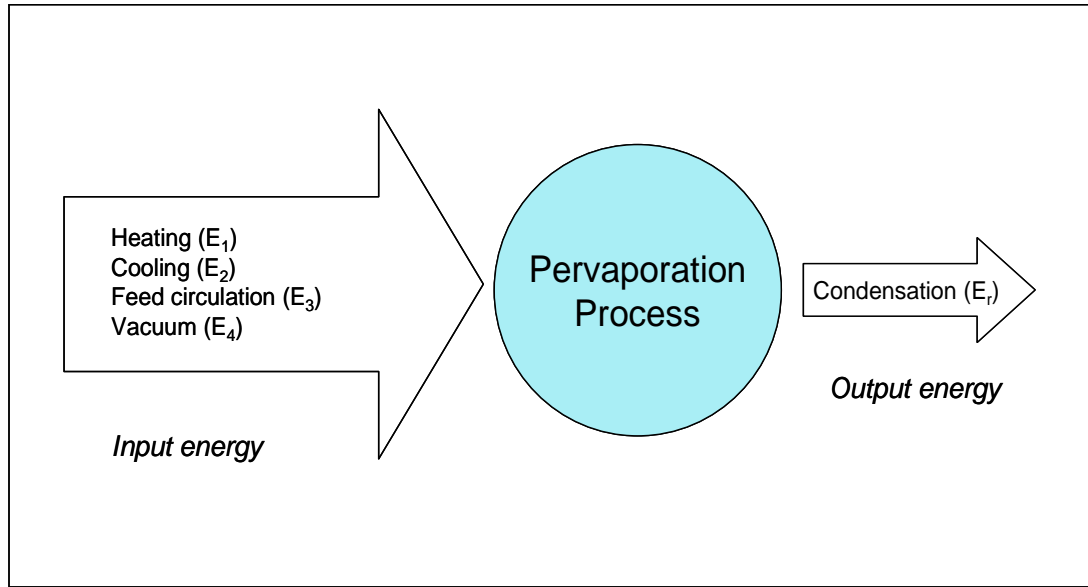 Heating (E₁)
Cooling (E₂)
Feed circulation (E₃)
Vacuum (E₄)
Input energy
Pervaporation
Process
Condensation (Eᵣ)
Output energy